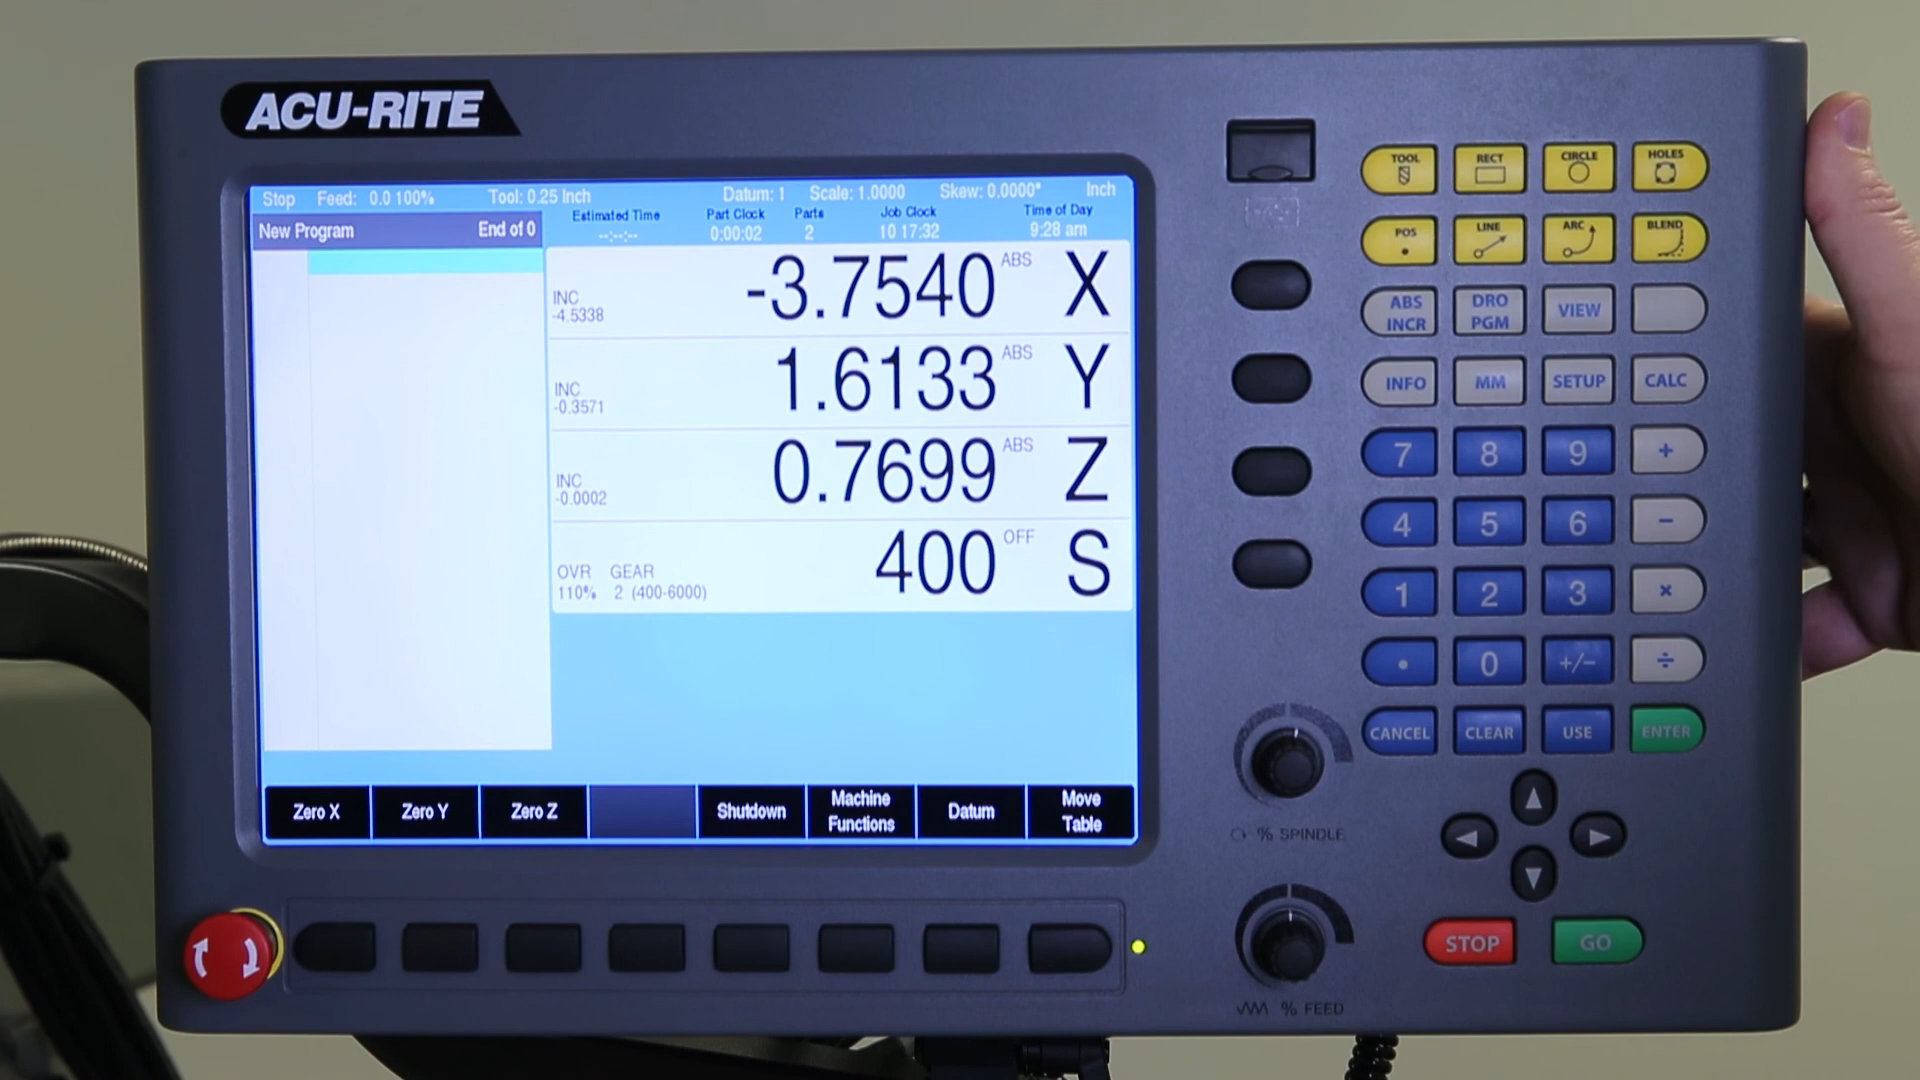 ACU-RITE
Stop Feed: 0.0 100% Tool: 0.25 Inch Datum: 1 Scale: 1.0000 Skew: 0.0000° Inch
New Program End of 0
Estimated Time Part Clock Parts Job Clock Time of Day
--:--:-- 0:00:02 2 10 17:32 9:28 am
-3.7540 ABS X
INC
-4.5338
1.6133 ABS Y
INC
-0.3571
0.7699 ABS Z
INC
-0.0002
400 OFF S
OVR GEAR
110% 2 (400-6000)
Zero X Zero Y Zero Z Shutdown Machine Functions Datum Move Table
TOOL RECT CIRCLE HOLES
POS LINE ARC BLEND
ABS INCR DRO PGM VIEW
INFO MM SETUP CALC
7 8 9 +
4 5 6 −
1 2 3 ×
. 0 +/− ÷
CANCEL CLEAR USE ENTER
% SPINDLE
STOP GO
% FEED